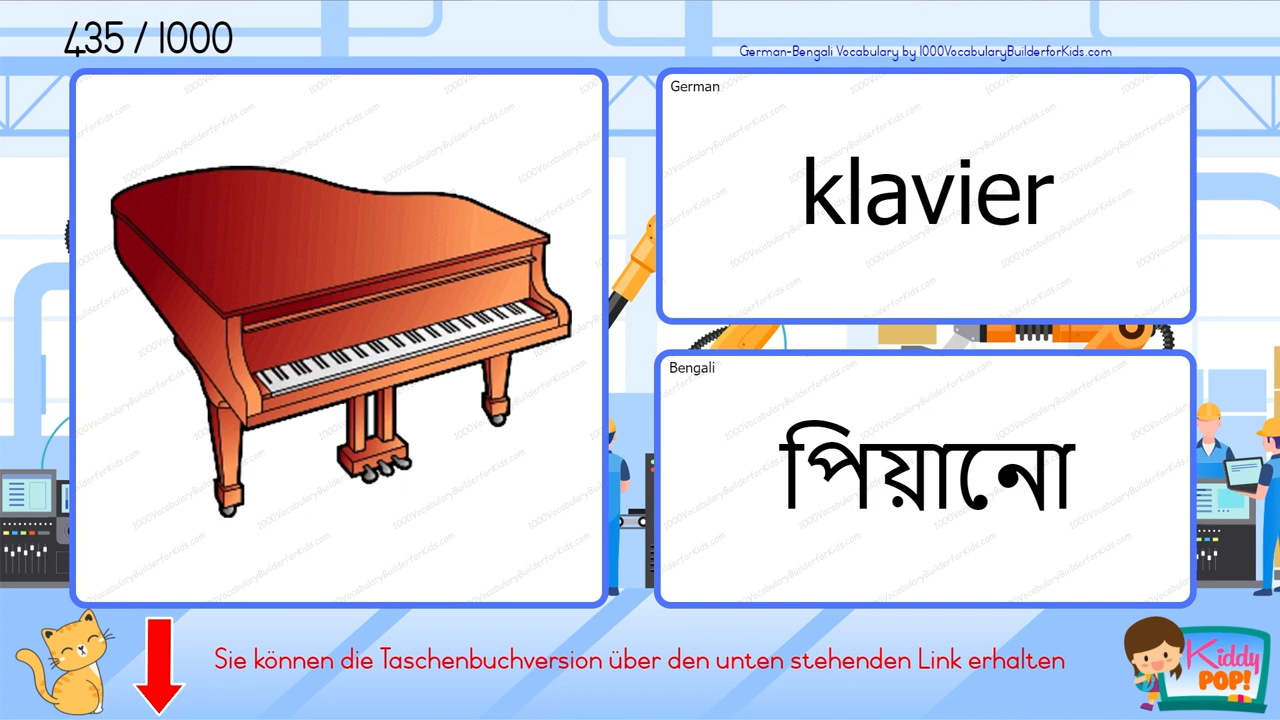 435 / 1000
German-Bengali Vocabulary by 1000VocabularyBuilderforKids.com
German
klavier
Bengali
পিয়ানো
Sie können die Taschenbuchversion über den unten stehenden Link erhalten
Kiddy
POP!